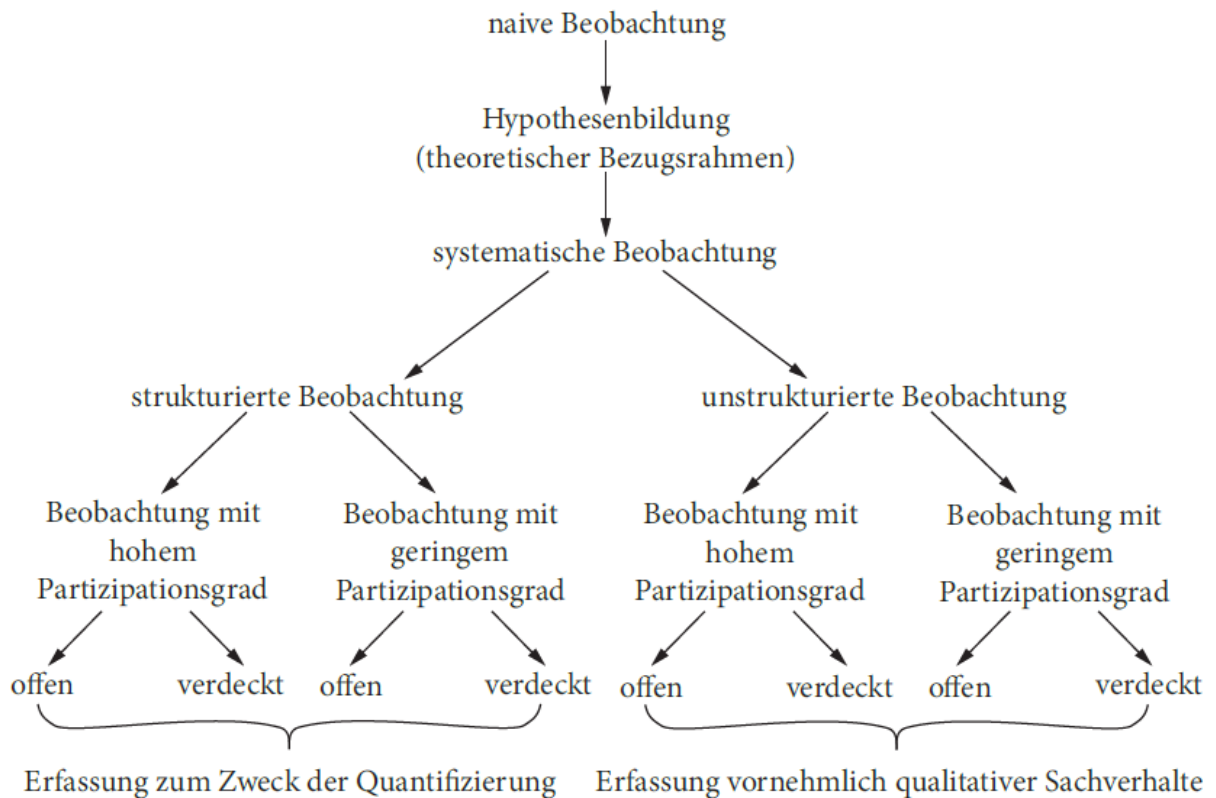 naive Beobachtung
Hypothesenbildung
(theoretischer Bezugsrahmen)
systematische Beobachtung
strukturierte Beobachtung
unstrukturierte Beobachtung
Beobachtung mit
hohem
Partizipationsgrad
Beobachtung mit
geringem
Partizipationsgrad
Beobachtung mit
hohem
Partizipationsgrad
Beobachtung mit
geringem
Partizipationsgrad
offen
verdeckt
offen
verdeckt
offen
verdeckt
offen
verdeckt
Erfassung zum Zweck der Quantifizierung
Erfassung vornehmlich qualitativer Sachverhalte